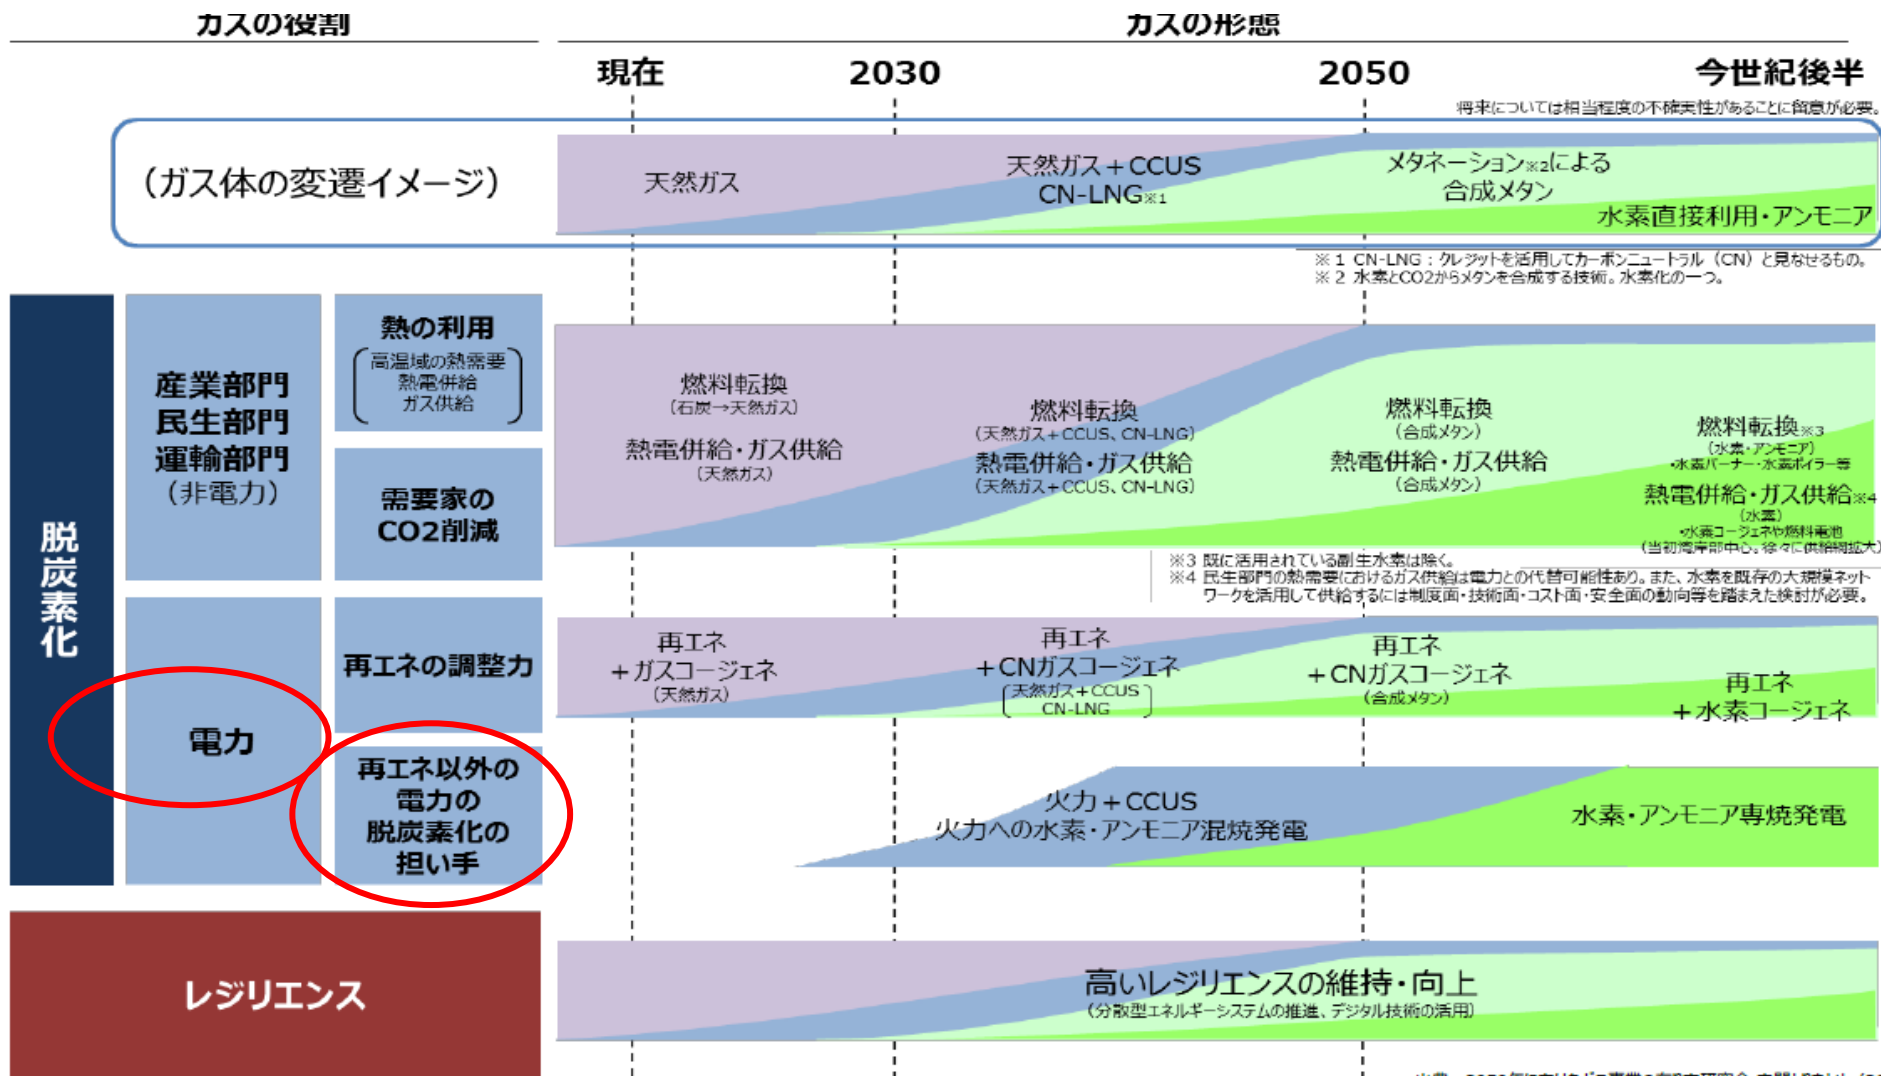 ガスの役割
ガスの形態
現在
2030
2050
今世紀後半
将来については相当程度の不確実性があることに留意が必要。
（ガス体の変遷イメージ）
天然ガス
天然ガス＋CCUS
CN-LNG※1
メタネーション※2による
合成メタン
水素直接利用・アンモニア
※１ CN-LNG：クレジットを活用してカーボンニュートラル（CN）と見なせるもの。
※２ 水素とCO2からメタンを合成する技術。水素化の一つ。
脱炭素化
産業部門
民生部門
運輸部門
（非電力）
熱の利用
高温域の熱需要
熱電併給
ガス供給
需要家の
CO2削減
燃料転換
（石炭→天然ガス）
熱電併給・ガス供給
（天然ガス）
燃料転換
（天然ガス＋CCUS、CN-LNG）
熱電併給・ガス供給
（天然ガス＋CCUS、CN-LNG）
燃料転換
（合成メタン）
熱電併給・ガス供給
（合成メタン）
燃料転換※3
（水素・アンモニア）
・水素バーナー・水素ボイラー等
熱電併給・ガス供給※4
（水素）
・水素コージェネや燃料電池
（当初湾岸部中心。徐々に供給網拡大）
※3 既に活用されている副生水素は除く。
※4 民生部門の熱需要におけるガス供給は電力との代替可能性あり。また、水素を既存の大規模ネット
ワークを活用して供給するには制度面・技術面・コスト面・安全面の動向等を踏まえた検討が必要。
電力
再エネの調整力
再エネ
＋ガスコージェネ
（天然ガス）
再エネ
＋CNガスコージェネ
天然ガス＋CCUS
CN-LNG
再エネ
＋CNガスコージェネ
（合成メタン）
再エネ
＋水素コージェネ
再エネ以外の
電力の
脱炭素化の
担い手
火力＋CCUS
火力への水素・アンモニア混焼発電
水素・アンモニア専焼発電
レジリエンス
高いレジリエンスの維持・向上
（分散型エネルギーシステムの推進、デジタル技術の活用）